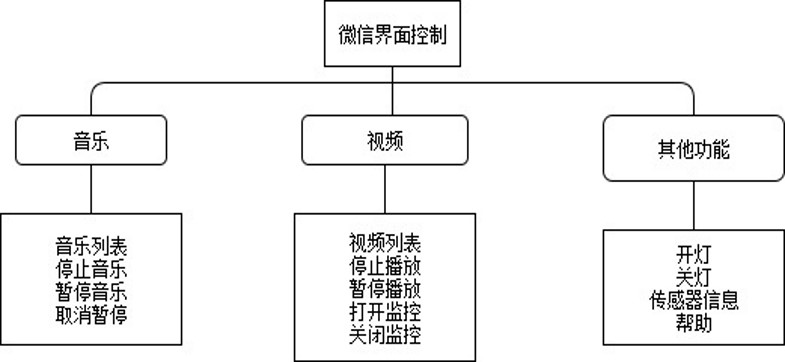 微信界面控制
音乐
视频
其他功能
音乐列表
停止音乐
暂停音乐
取消暂停
视频列表
停止播放
暂停播放
打开监控
关闭监控
开灯
关灯
传感器信息
帮助